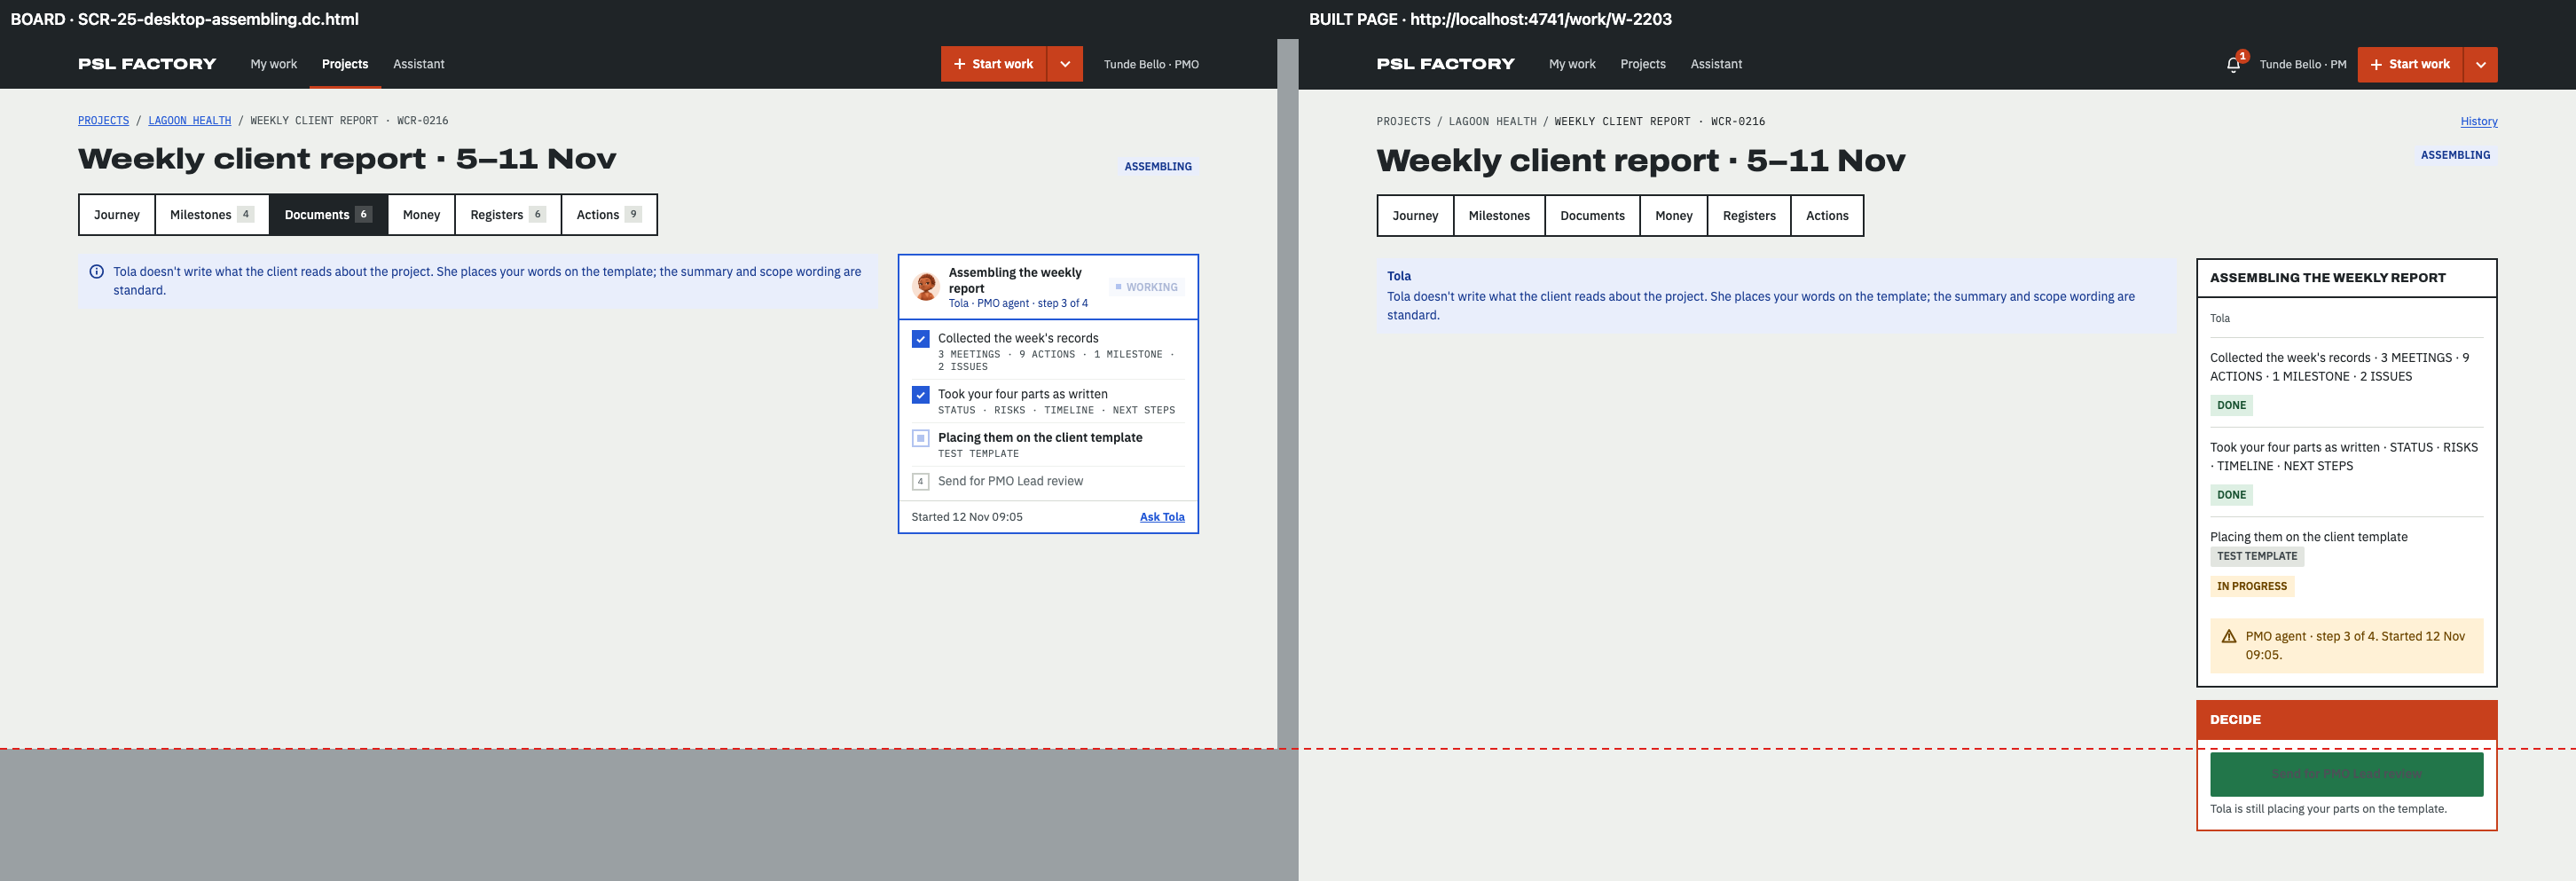 BOARD · SCR-25-desktop-assembling.dc.html
PSL FACTORY
My work
Projects
Assistant
+ Start work
Tunde Bello · PMO
PROJECTS / LAGOON HEALTH / WEEKLY CLIENT REPORT · WCR-0216
Weekly client report · 5–11 Nov
ASSEMBLING
Journey
Milestones 4
Documents 6
Money
Registers 6
Actions 9
Tola doesn't write what the client reads about the project. She places your words on the template; the summary and scope wording are
standard.
Assembling the weekly
report
Tola · PMO agent · step 3 of 4
WORKING
Collected the week's records
3 MEETINGS · 9 ACTIONS · 1 MILESTONE ·
2 ISSUES
Took your four parts as written
STATUS · RISKS · TIMELINE · NEXT STEPS
Placing them on the client template
TEST TEMPLATE
4 Send for PMO Lead review
Started 12 Nov 09:05
Ask Tola
BUILT PAGE · http://localhost:4741/work/W-2203
PSL FACTORY
My work
Projects
Assistant
1
Tunde Bello · PM
+ Start work
PROJECTS / LAGOON HEALTH / WEEKLY CLIENT REPORT · WCR-0216
History
Weekly client report · 5–11 Nov
ASSEMBLING
Journey
Milestones
Documents
Money
Registers
Actions
Tola
Tola doesn't write what the client reads about the project. She places your words on the template; the summary and scope wording are
standard.
ASSEMBLING THE WEEKLY REPORT
Tola
Collected the week's records · 3 MEETINGS · 9
ACTIONS · 1 MILESTONE · 2 ISSUES
DONE
Took your four parts as written · STATUS · RISKS
· TIMELINE · NEXT STEPS
DONE
Placing them on the client template
TEST TEMPLATE
IN PROGRESS
PMO agent · step 3 of 4. Started 12 Nov
09:05.
DECIDE
Send for PMO Lead review
Tola is still placing your parts on the template.